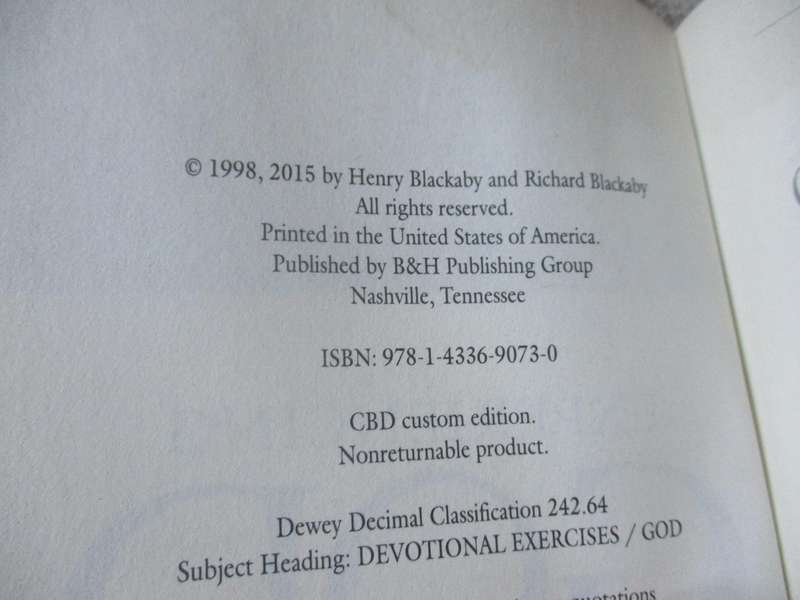 © 1998, 2015 by Henry Blackaby and Richard Blackaby
All rights reserved.
Printed in the United States of America.
Published by B&H Publishing Group
Nashville, Tennessee
ISBN: 978-1-4336-9073-0
CBD custom edition.
Nonreturnable product.
Dewey Decimal Classification 242.64
Subject Heading: DEVOTIONAL EXERCISES / GOD
quotations